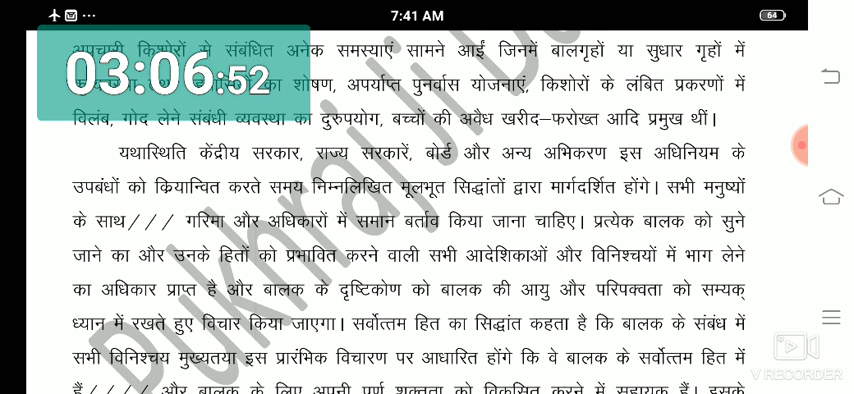 7:41 AM
64
अपचारी किशोरों से संबंधित अनेक समस्याएं सामने आईं जिनमें बालगृहों या सुधार गृहों में
03:06:52
का शोषण, अपर्याप्त पुनर्वास योजनाएं, किशोरों के लंबित प्रकरणों में
विलंब, गोद लेने संबंधी व्यवस्था का दुरुपयोग, बच्चों की अवैध खरीद–फरोख्त आदि प्रमुख थीं।
यथास्थिति केंद्रीय सरकार, राज्य सरकारें, बोर्ड और अन्य अभिकरण इस अधिनियम के
उपबंधों को क्रियान्वित करते समय निम्नलिखित मूलभूत सिद्धांतों द्वारा मार्गदर्शित होंगे। सभी मनुष्यों
के साथ/// गरिमा और अधिकारों में समान बर्ताव किया जाना चाहिए। प्रत्येक बालक को सुने
जाने का और उनके हितों को प्रभावित करने वाली सभी आदेशिकाओं और विनिश्चयों में भाग लेने
का अधिकार प्राप्त है और बालक के दृष्टिकोण को बालक की आयु और परिपक्वता को सम्यक्
ध्यान में रखते हुए विचार किया जाएगा। सर्वोत्तम हित का सिद्धांत कहता है कि बालक के संबंध में
सभी विनिश्चय मुख्यतया इस प्रारंभिक विचारण पर आधारित होंगे कि वे बालक के सर्वोत्तम हित में
हैं//// और बालक के लिए अपनी पूर्ण शक्तता को विकसित करने में सहायक हैं। इसके
Pukhraj Ji
V RECORDER